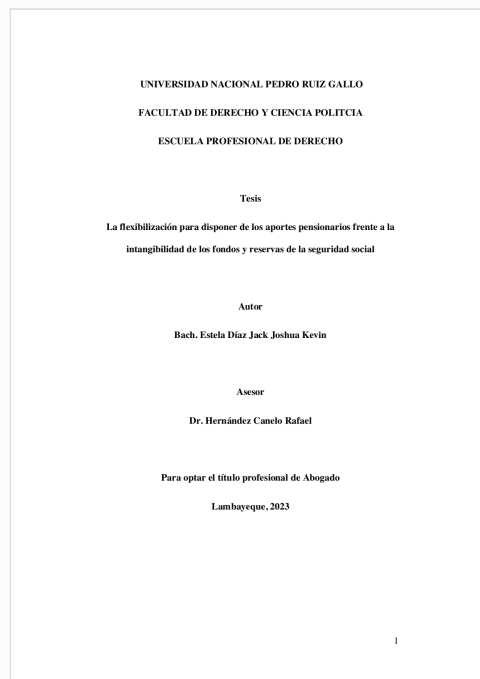 UNIVERSIDAD NACIONAL PEDRO RUIZ GALLO
FACULTAD DE DERECHO Y CIENCIA POLITCIA
ESCUELA PROFESIONAL DE DERECHO
Tesis
La flexibilización para disponer de los aportes pensionarios frente a la
intangibilidad de los fondos y reservas de la seguridad social
Autor
Bach. Estela Díaz Jack Joshua Kevin
Asesor
Dr. Hernández Canelo Rafael
Para optar el título profesional de Abogado
Lambayeque, 2023
1